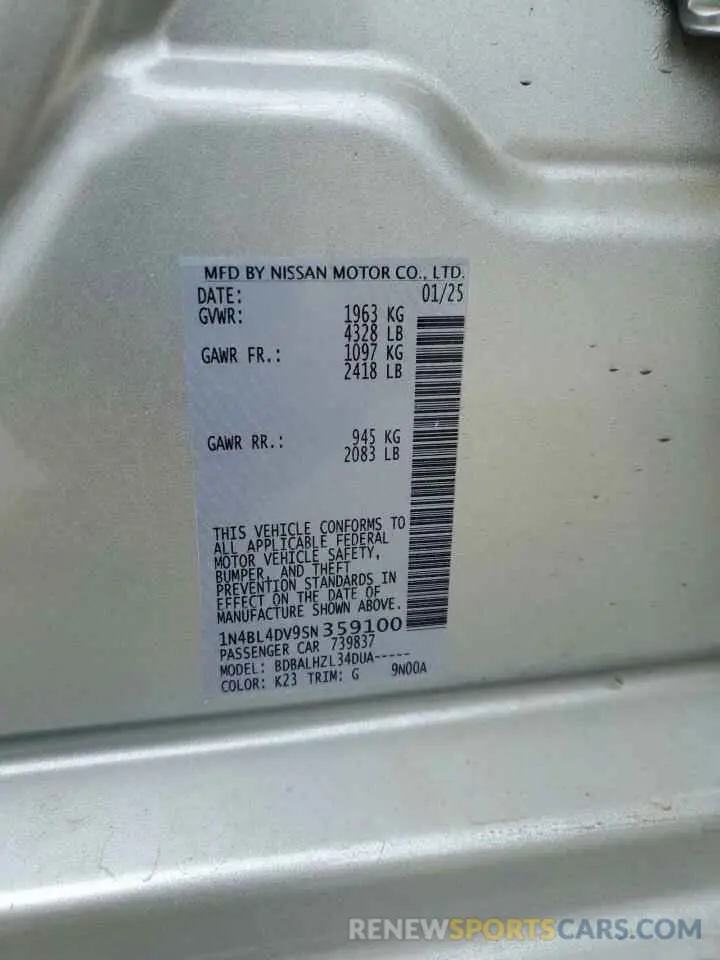 MFD BY NISSAN MOTOR CO., LTD.
DATE: 01/25
GVWR: 1963 KG
4328 LB
GAWR FR.: 1097 KG
2418 LB
GAWR RR.: 945 KG
2083 LB
THIS VEHICLE CONFORMS TO
ALL APPLICABLE FEDERAL
MOTOR VEHICLE SAFETY,
BUMPER, AND THEFT
PREVENTION STANDARDS IN
EFFECT ON THE DATE OF
MANUFACTURE SHOWN ABOVE.
1N4BL4DV9SN359100
PASSENGER CAR 739837
MODEL: BDBALHZL34DUA-----
COLOR: K23 TRIM: G 9N00A
RENEWSPORTSCARS.COM